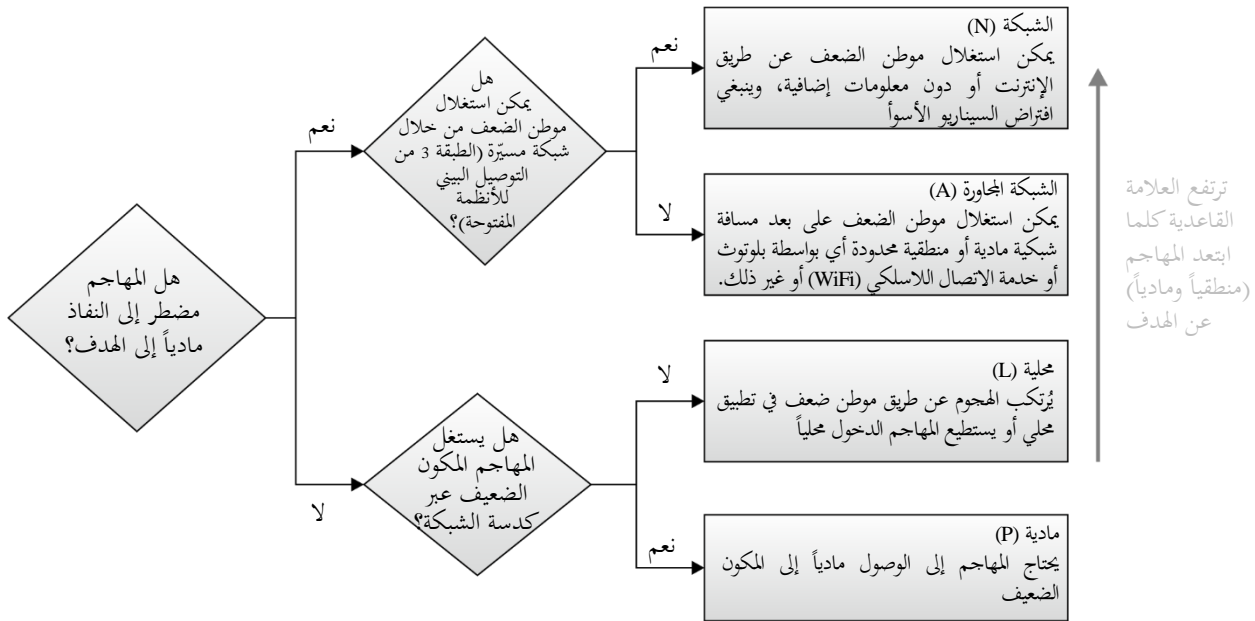 هل المهاجم
مضطر إلى النفاذ
مادياً إلى الهدف؟
نعم
لا
هل
يمكن استغلال
موطن الضعف من خلال
شبكة مسيّرة (الطبقة 3 من
التوصيل البيني
للأنظمة
المفتوحة)؟
نعم
لا
هل يستغل
المهاجم المكون
الضعيف عبر
كدسة الشبكة؟
لا
نعم
الشبكة (N)
يمكن استغلال موطن الضعف عن طريق
الإنترنت أو دون معلومات إضافية، وينبغي
افتراض السيناريو الأسوأ
الشبكة المجاورة (A)
يمكن استغلال موطن الضعف على بعد مسافة
شبكية مادية أو منطقية محدودة أي بواسطة بلوتوث
أو خدمة الاتصال اللاسلكي (WiFi) أو غير ذلك.
محلية (L)
يُرتكب الهجوم عن طريق موطن ضعف في تطبيق
محلي أو يستطيع المهاجم الدخول محلياً
مادية (P)
يحتاج المهاجم إلى الوصول مادياً إلى المكون
الضعيف
ترتفع العلامة
القاعدية كلما
ابتعد المهاجم
(منطقياً ومادياً)
عن الهدف